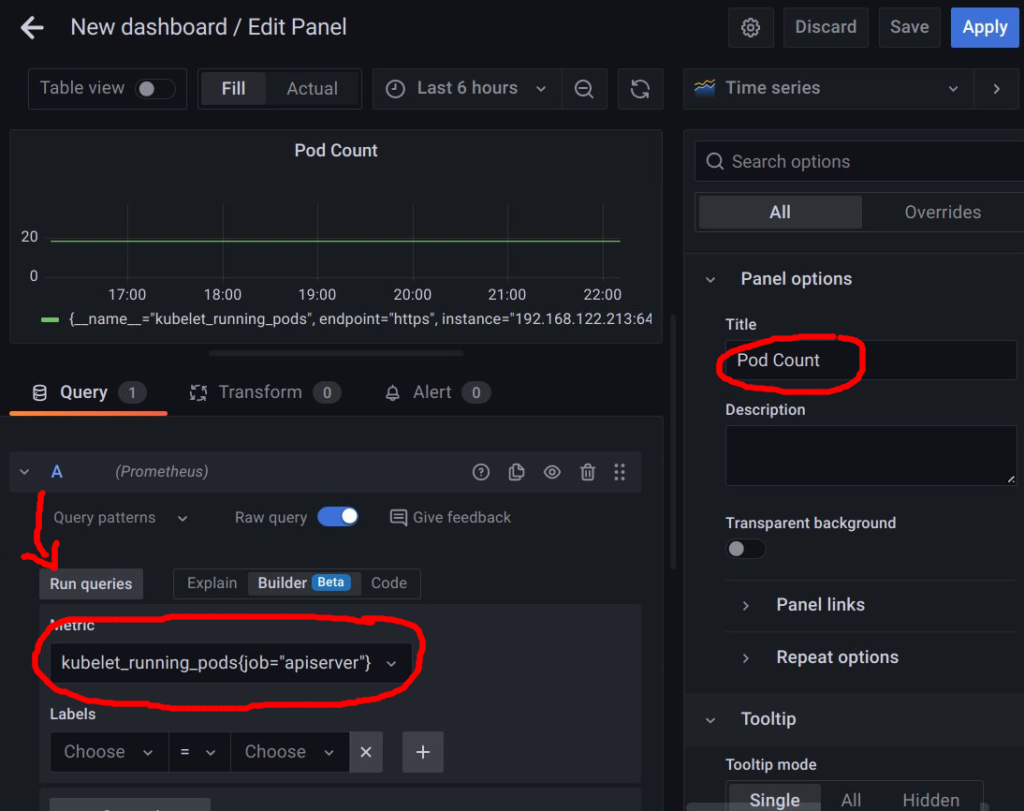 New dashboard / Edit Panel
Discard
Save
Apply
Table view
Fill
Actual
Last 6 hours
Time series
Pod Count
20
0
17:00 18:00 19:00 20:00 21:00 22:00
{__name__="kubelet_running_pods", endpoint="https", instance="192.168.122.213:64
Search options
All
Overrides
Panel options
Title
Pod Count
Description
Transparent background
Panel links
Repeat options
Tooltip
Tooltip mode
Single
All
Hidden
Query 1
Transform 0
Alert 0
A (Prometheus)
Query patterns
Raw query
Give feedback
Run queries
Explain
Builder Beta
Code
Metric
kubelet_running_pods{job="apiserver"}
Labels
Choose
=
Choose